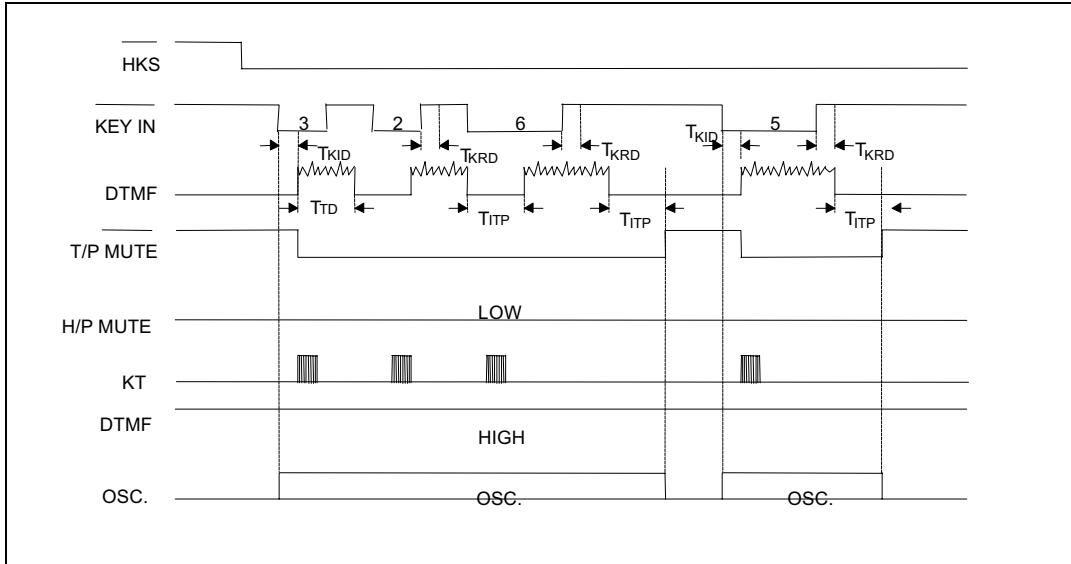 HKS
KEY IN 3 2 6 5
TKID TKRD TKRD TKID TKRD
DTMF
TTD TITP TITP TITP
T/P MUTE
LOW
H/P MUTE
KT
DTMF
HIGH
OSC. OSC. OSC.